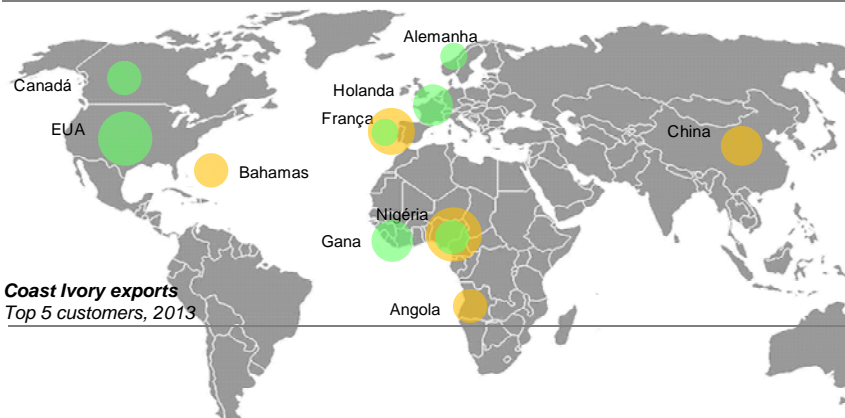 Alemanha
Canadá
Holanda
EUA
França
China
Bahamas
Nigéria
Gana
Coast Ivory exports
Top 5 customers, 2013
Angola